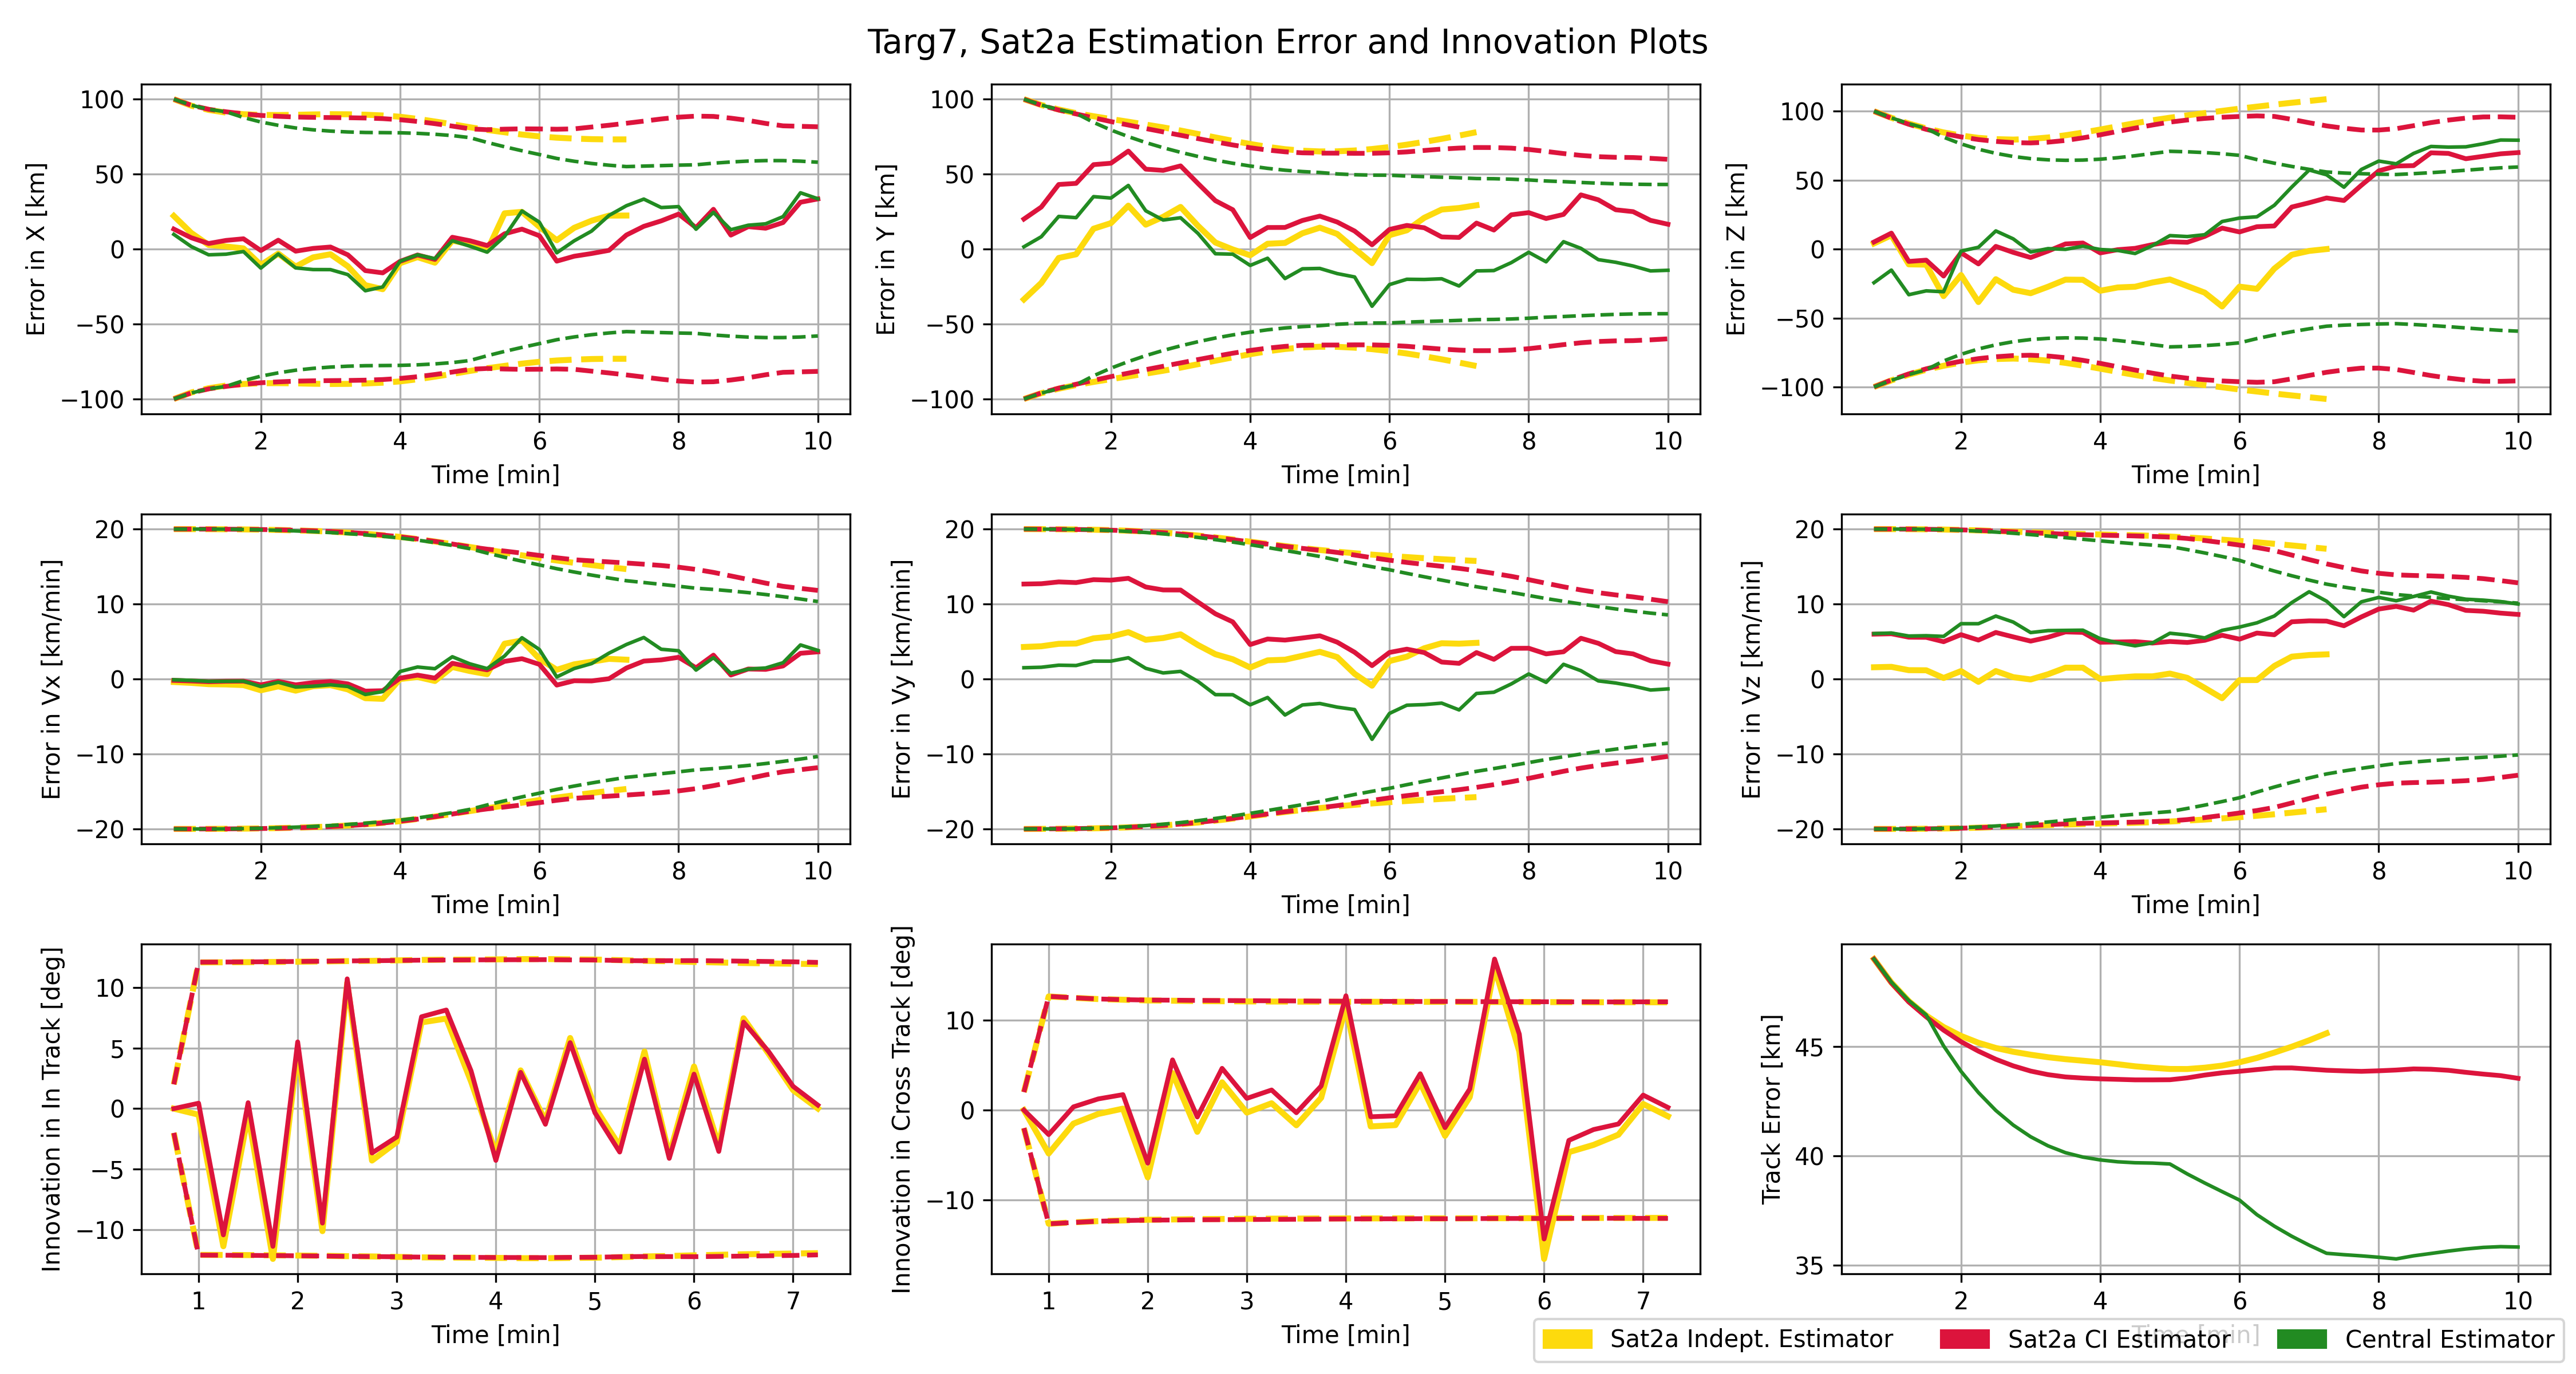 Targ7, Sat2a Estimation Error and Innovation Plots
Error in X [km]
100
50
0
−50
−100
2 4 6 8 10
Time [min]
Error in Y [km]
100
50
0
−50
−100
2 4 6 8 10
Time [min]
Error in Z [km]
100
50
0
−50
−100
2 4 6 8 10
Time [min]
Error in Vx [km/min]
20
10
0
−10
−20
2 4 6 8 10
Time [min]
Error in Vy [km/min]
20
10
0
−10
−20
2 4 6 8 10
Time [min]
Error in Vz [km/min]
20
10
0
−10
−20
2 4 6 8 10
Time [min]
Innovation in In Track [deg]
10
5
0
−5
−10
1 2 3 4 5 6 7
Time [min]
Innovation in Cross Track [deg]
10
0
−10
1 2 3 4 5 6 7
Time [min]
Track Error [km]
45
40
35
2 4 6 8 10
Time [min]
Sat2a Indept. Estimator Sat2a CI Estimator Central Estimator